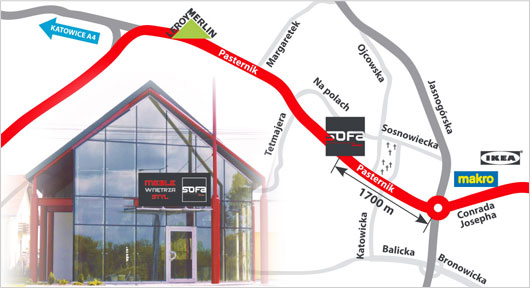 KATOWICE A4
LEROY
MERLIN
Pasternik
Margaretek
Ojcowska
Jasnogórska
Na polach
Tetmajera
SOFA
Sosnowiecka
IKEA
makro
Pasternik
1700 m
Conrada
Josepha
Katowicka
Balicka
Bronowicka
MEBLE
WNĘTRZA
STYL
SOFA